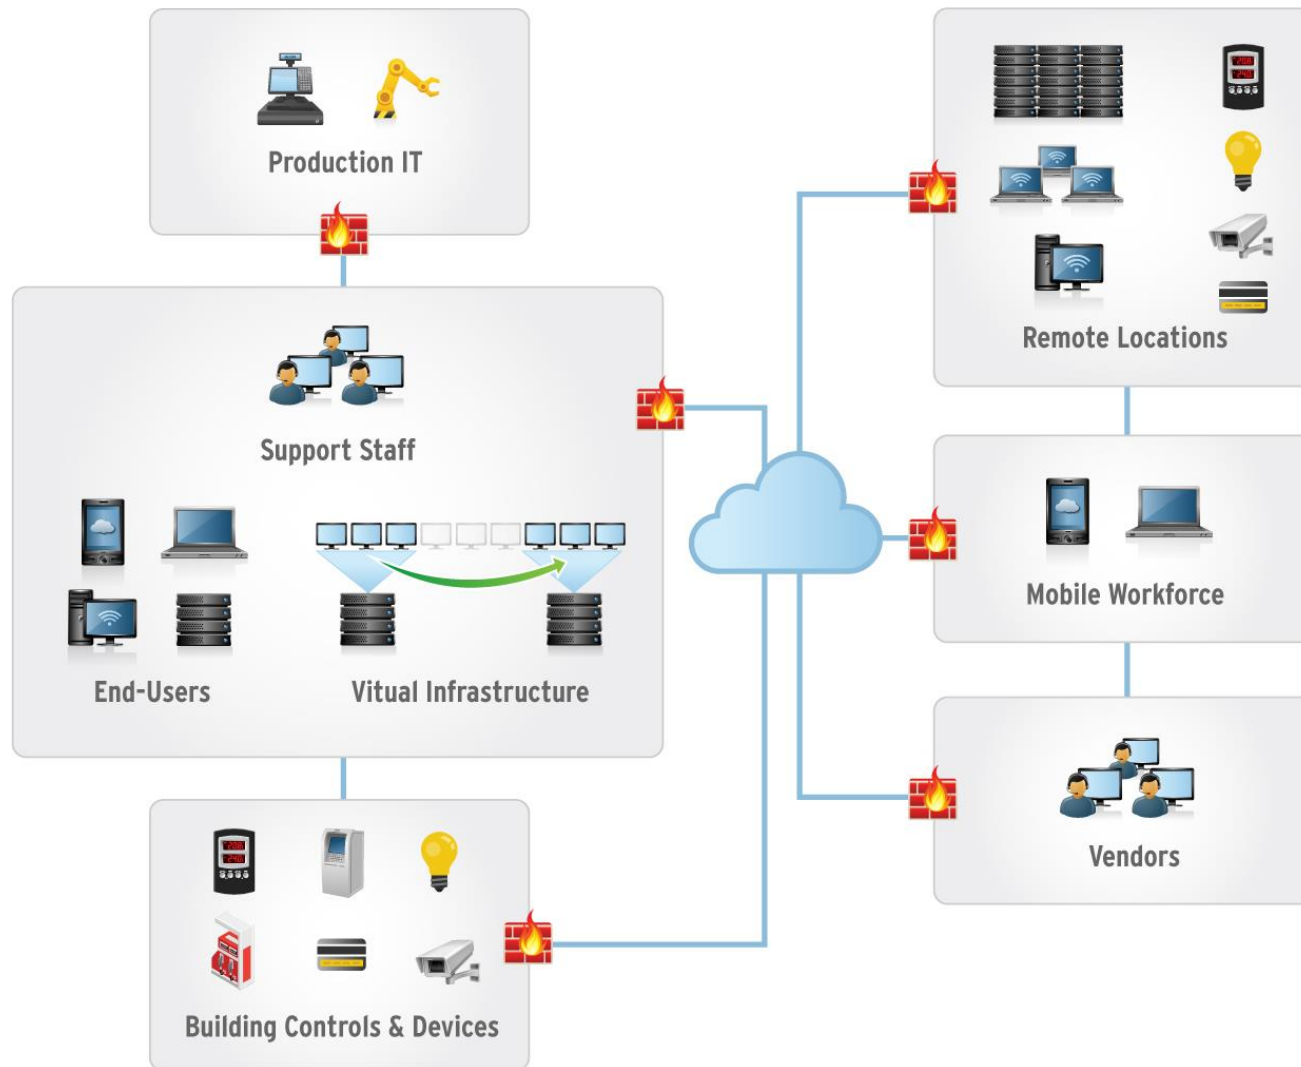 Production IT
Support Staff
End-Users
Vitual Infrastructure
Building Controls & Devices
Remote Locations
Mobile Workforce
Vendors